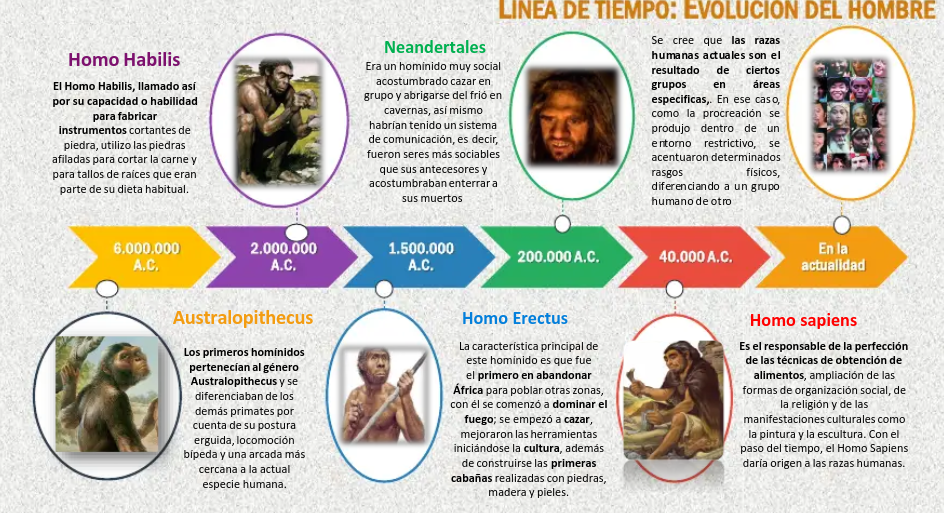 LÍNEA DE TIEMPO: EVOLUCIÓN DEL HOMBRE
Homo Habilis
El Homo Habilis, llamado así
por su capacidad o habilidad
para fabricar
instrumentos cortantes de
piedra, utilizo las piedras
afiladas para cortar la carne y
para tallos de raíces que eran
parte de su dieta habitual.
Neandertales
Era un hominido muy social
acostumbrado cazar en
grupo y abrigarse del frió en
cavernas, así mismo
habrían tenido un sistema
de comunicación, es decir,
fueron seres más sociables
que sus antecesores y
acostumbraban enterrar a
sus muertos
Se cree que las razas
humanas actuales son el
resultado de ciertos
grupos en áreas
especificas,. En ese caso,
como la procreación se
produjo dentro de un
entorno restrictivo, se
acentuaron determinados
rasgos físicos,
diferenciando a un grupo
humano de otro
6.000.000
A.C.
2.000.000
A.C.
1.500.000
A.C.
200.000 A.C.
40.000 A.C.
En la
actualidad
Australopithecus
Los primeros homínidos
pertenecían al género
Australopithecus y se
diferenciaban de los
demás primates por
cuenta de su postura
erguida, locomoción
bípeda y una arcada más
cercana a la actual
especie humana.
Homo Erectus
La característica principal de
este homínido es que fue
el primero en abandonar
África para poblar otras zonas,
con él se comenzó a dominar el
fuego; se empezó a cazar,
mejoraron las herramientas
iniciándose la cultura, además
de construirse las primeras
cabañas realizadas con piedras,
madera y pieles.
Homo sapiens
Es el responsable de la perfección
de las técnicas de obtención de
alimentos, ampliación de las
formas de organización social, de
la religión y de las
manifestaciones culturales como
la pintura y la escultura. Con el
paso del tiempo, el Homo Sapiens
daría origen a las razas humanas.